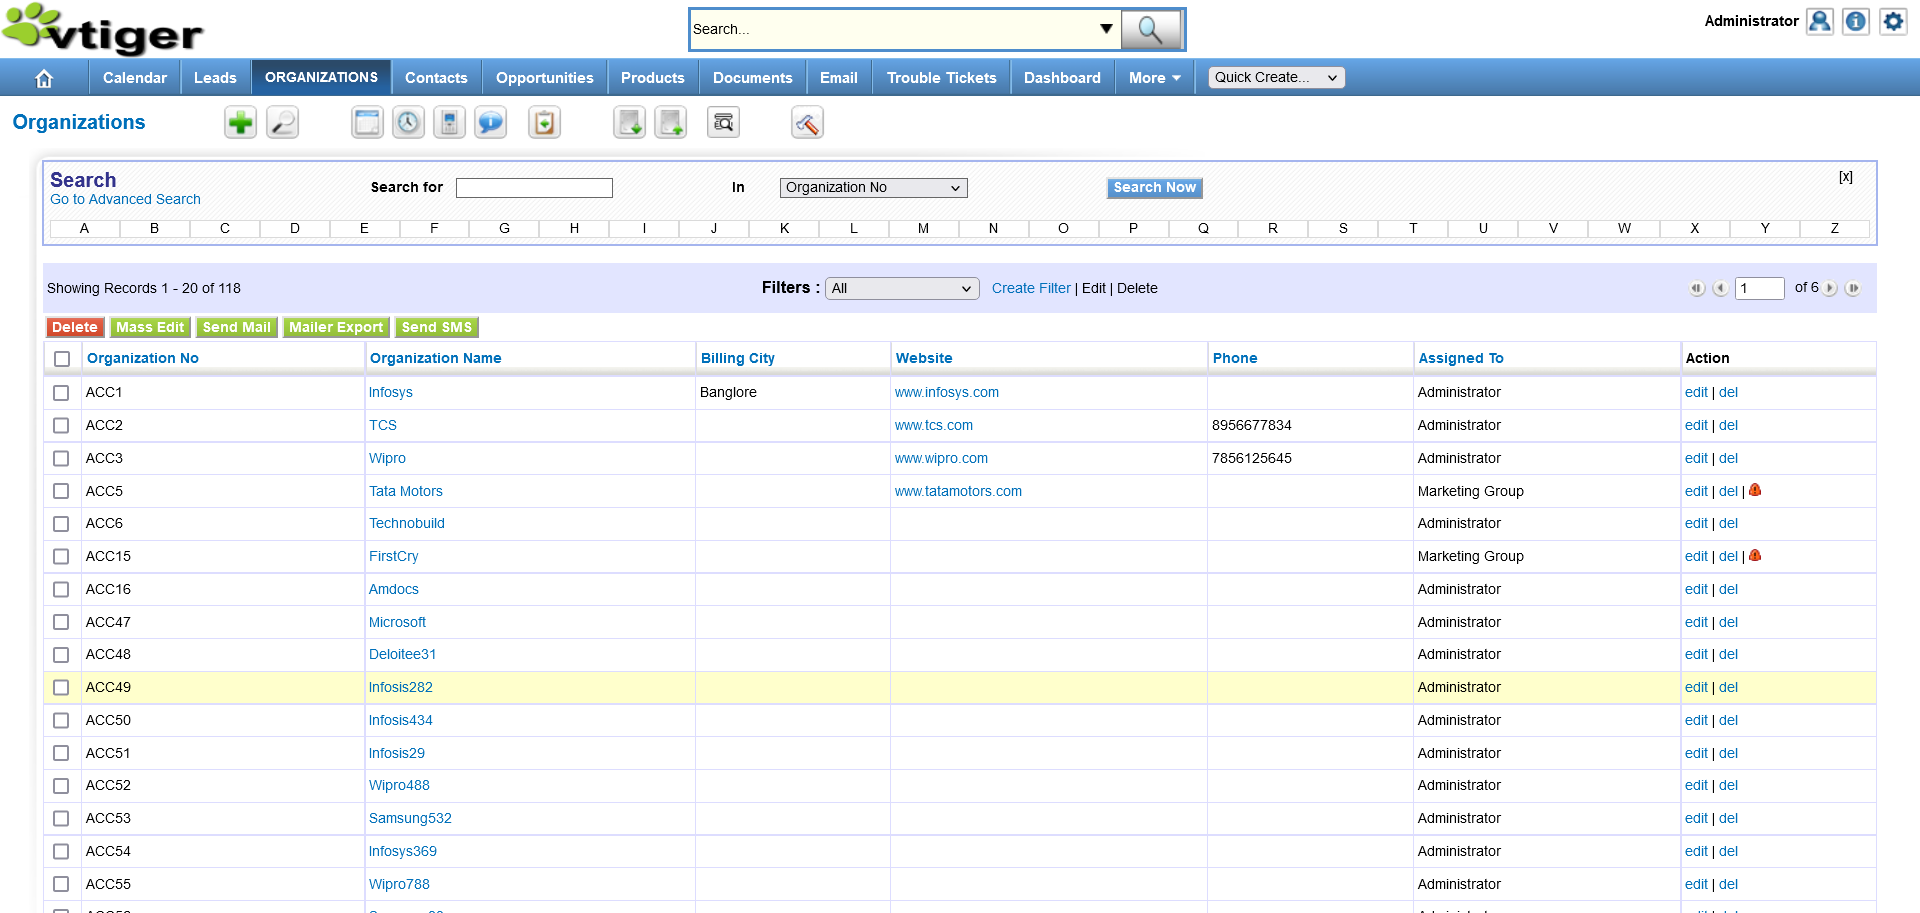 vtiger
Search...
Administrator
Calendar Leads ORGANIZATIONS Contacts Opportunities Products Documents Email Trouble Tickets Dashboard More Quick Create...
Organizations
Search
Go to Advanced Search
Search for In Organization No Search Now [x]
A B C D E F G H I J K L M N O P Q R S T U V W X Y Z
Showing Records 1 - 20 of 118 Filters : All Create Filter | Edit | Delete 1 of 6
Delete Mass Edit Send Mail Mailer Export Send SMS
Organization No Organization Name Billing City Website Phone Assigned To Action
ACC1 Infosys Banglore www.infosys.com Administrator edit | del
ACC2 TCS www.tcs.com 8956677834 Administrator edit | del
ACC3 Wipro www.wipro.com 7856125645 Administrator edit | del
ACC5 Tata Motors www.tatamotors.com Marketing Group edit | del |
ACC6 Technobuild Administrator edit | del
ACC15 FirstCry Marketing Group edit | del |
ACC16 Amdocs Administrator edit | del
ACC47 Microsoft Administrator edit | del
ACC48 Deloitee31 Administrator edit | del
ACC49 Infosis282 Administrator edit | del
ACC50 Infosis434 Administrator edit | del
ACC51 Infosis29 Administrator edit | del
ACC52 Wipro488 Administrator edit | del
ACC53 Samsung532 Administrator edit | del
ACC54 Infosys369 Administrator edit | del
ACC55 Wipro788 Administrator edit | del